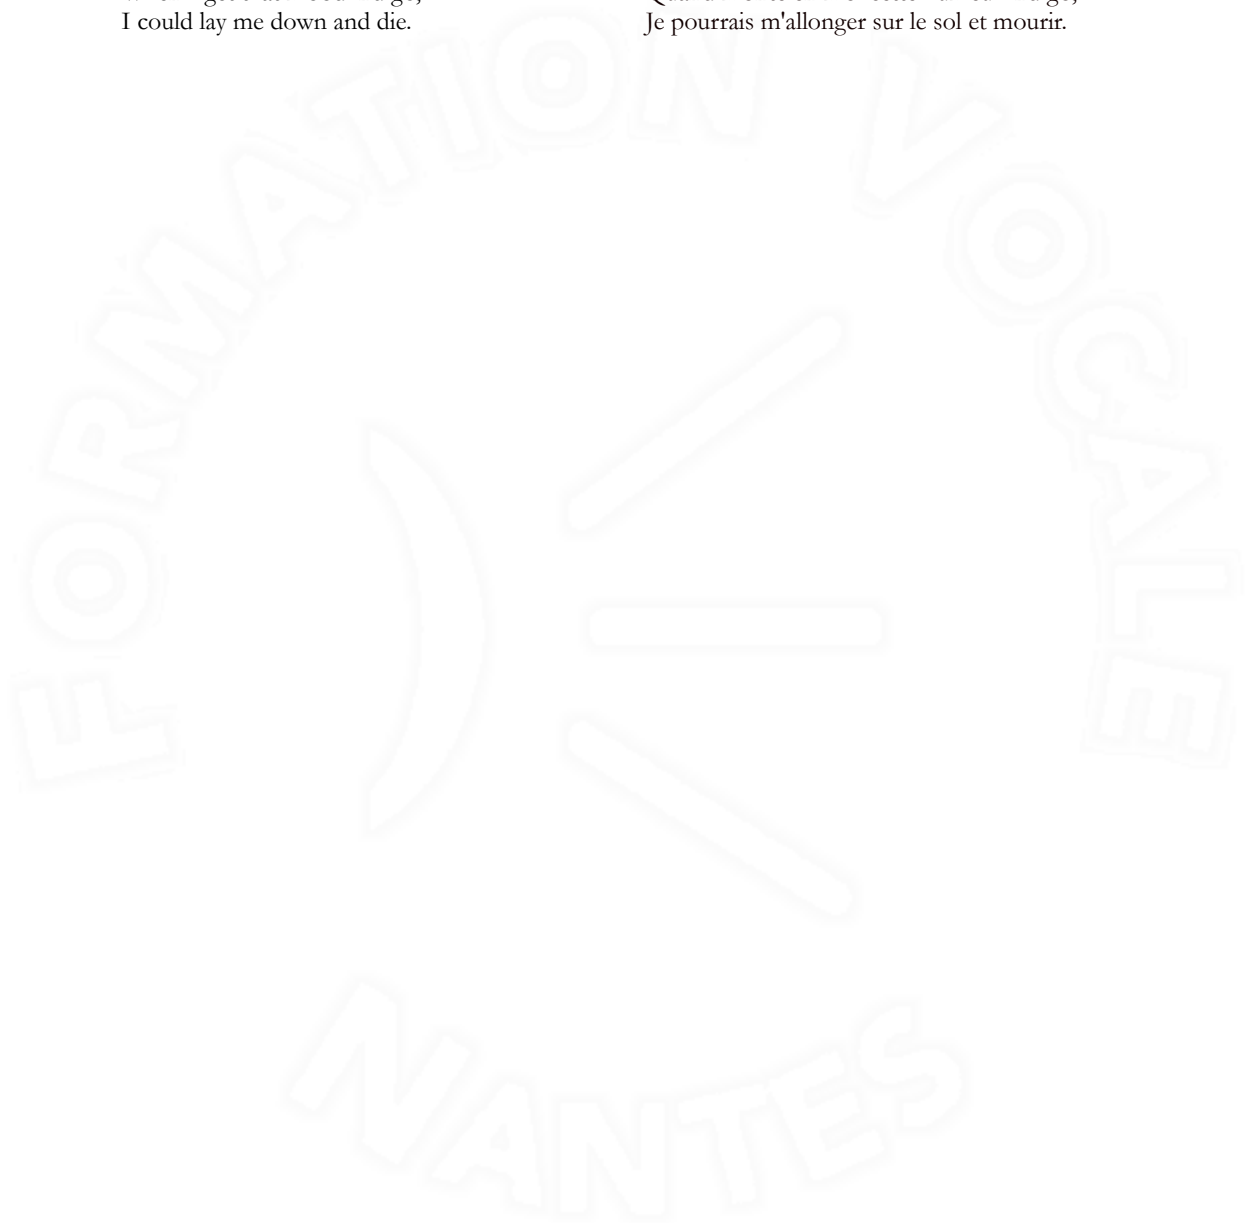 I could lay me down and die.
Je pourrais m'allonger sur le sol et mourir.
FORMATION VOCALE
NANTES